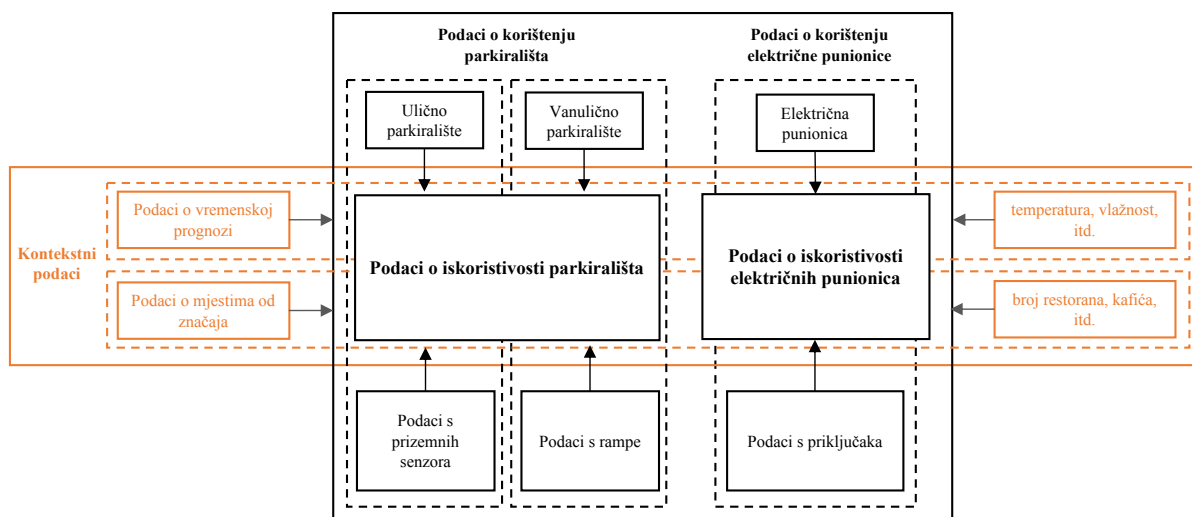 Podaci o korištenju
parkirališta
Podaci o korištenju
električne punionice
Ulično
parkiralište
Vanulično
parkiralište
Električna
punionica
Kontekstni
podaci
Podaci o vremenskoj
prognozi
Podaci o mjestima od
značaja
Podaci o iskoristivosti parkirališta
Podaci o iskoristivosti
električnih punionica
temperatura, vlažnost,
itd.
broj restorana, kafića,
itd.
Podaci s
prizemnih
senzora
Podaci s rampe
Podaci s priključaka